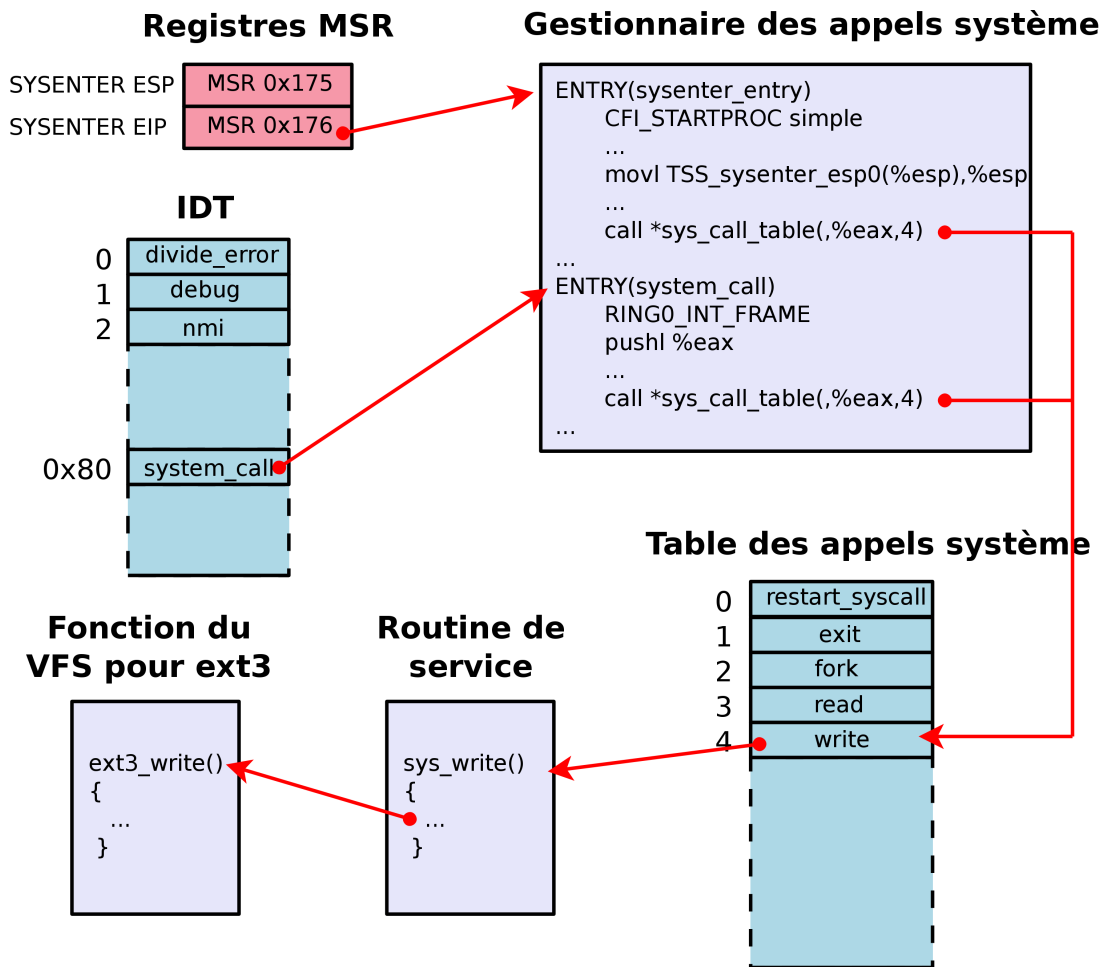 Registres MSR
SYSENTER ESP MSR 0x175
SYSENTER EIP MSR 0x176
Gestionnaire des appels système
ENTRY(sysenter_entry)
CFI_STARTPROC simple
...
movl TSS_sysenter_esp0(%esp),%esp
...
call *sys_call_table(,%eax,4)
...
ENTRY(system_call)
RING0_INT_FRAME
pushl %eax
...
call *sys_call_table(,%eax,4)
...
IDT
0 divide_error
1 debug
2 nmi
0x80 system_call
Table des appels système
0 restart_syscall
1 exit
2 fork
3 read
4 write
Fonction du
VFS pour ext3
ext3_write()
{
...
}
Routine de
service
sys_write()
{
...
}